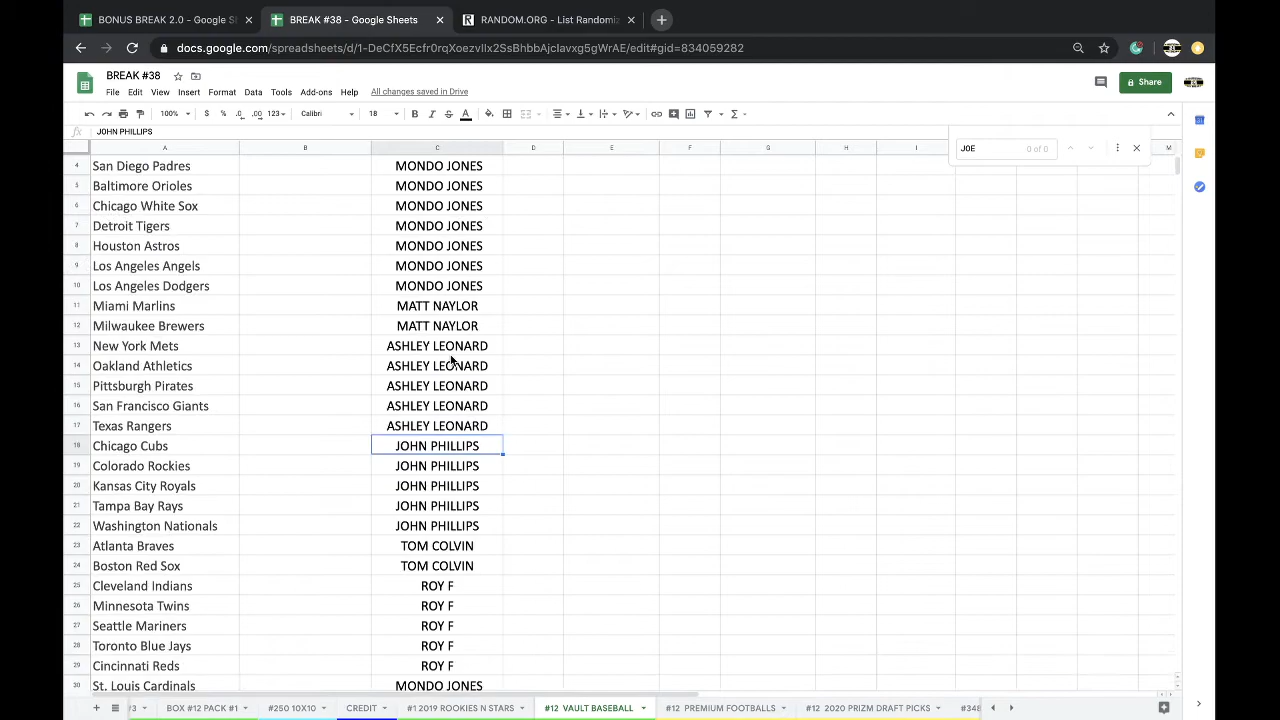 BONUS BREAK 2.0 - Google S
BREAK #38 - Google Sheets
RANDOM.ORG - List Randomiz
docs.google.com/spreadsheets/d/1-DeCfX5Ecfr0rqXoezvIIx2SsBhbbAjclavxg5gWrAE/edit#gid=834059282
BREAK #38
File Edit View Insert Format Data Tools Add-ons Help All changes saved in Drive
Share
100% $ % .0 .00 123 Calibri 18 B I S A
fx JOHN PHILLIPS
JOE 0 of 0
A B C D E F G H I M
4 San Diego Padres MONDO JONES
5 Baltimore Orioles MONDO JONES
6 Chicago White Sox MONDO JONES
7 Detroit Tigers MONDO JONES
8 Houston Astros MONDO JONES
9 Los Angeles Angels MONDO JONES
10 Los Angeles Dodgers MONDO JONES
11 Miami Marlins MATT NAYLOR
12 Milwaukee Brewers MATT NAYLOR
13 New York Mets ASHLEY LEONARD
14 Oakland Athletics ASHLEY LEONARD
15 Pittsburgh Pirates ASHLEY LEONARD
16 San Francisco Giants ASHLEY LEONARD
17 Texas Rangers ASHLEY LEONARD
18 Chicago Cubs JOHN PHILLIPS
19 Colorado Rockies JOHN PHILLIPS
20 Kansas City Royals JOHN PHILLIPS
21 Tampa Bay Rays JOHN PHILLIPS
22 Washington Nationals JOHN PHILLIPS
23 Atlanta Braves TOM COLVIN
24 Boston Red Sox TOM COLVIN
25 Cleveland Indians ROY F
26 Minnesota Twins ROY F
27 Seattle Mariners ROY F
28 Toronto Blue Jays ROY F
29 Cincinnati Reds ROY F
30 St. Louis Cardinals MONDO JONES
/3 BOX #12 PACK #1 #250 10X10 CREDIT #1 2019 ROOKIES N STARS #12 VAULT BASEBALL #12 PREMIUM FOOTBALLS #12 2020 PRIZM DRAFT PICKS #348